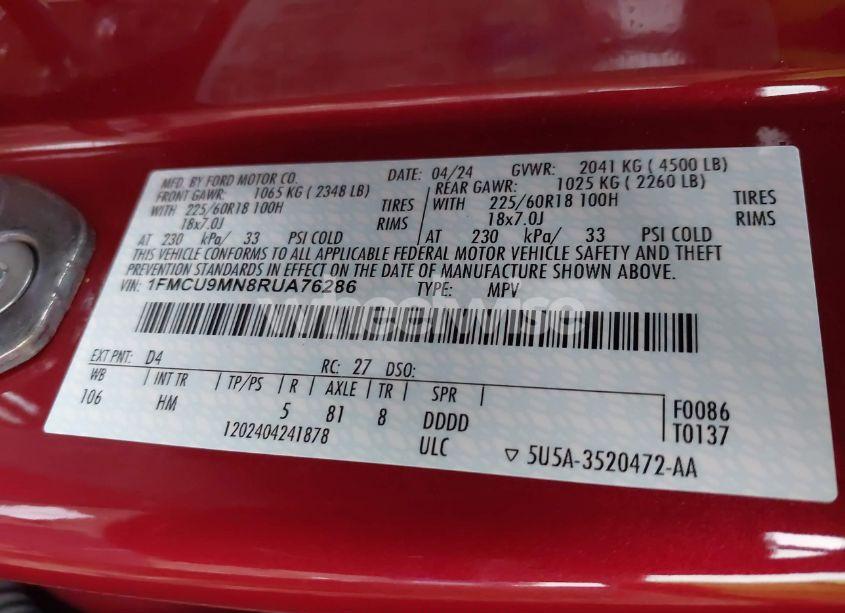 MFD. BY FORD MOTOR CO. DATE: 04/24 GVWR: 2041 KG ( 4500 LB)
FRONT GAWR: 1065 KG ( 2348 LB) REAR GAWR: 1025 KG ( 2260 LB)
WITH 225/60R18 100H TIRES WITH 225/60R18 100H TIRES
18x7.0J RIMS 18x7.0J RIMS
AT 230 kPa/ 33 PSI COLD AT 230 kPa/ 33 PSI COLD
THIS VEHICLE CONFORMS TO ALL APPLICABLE FEDERAL MOTOR VEHICLE SAFETY AND THEFT
PREVENTION STANDARDS IN EFFECT ON THE DATE OF MANUFACTURE SHOWN ABOVE.
VIN: 1FMCU9MN8RUA76286 TYPE: MPV
wheelwise
EXT PNT: D4 RC: 27 DSO:
WB INT TR TP/PS R AXLE TR SPR
106 HM 5 81 8 DDDD F0086
1202404241878 ULC T0137
5U5A-3520472-AA